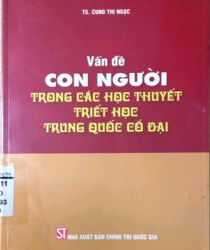 TS. CUNG THỊ NGỌC
Vấn đề
CON NGƯỜI
TRONG CÁC HỌC THUYẾT
TRIẾT HỌC
TRUNG QUỐC CỔ ĐẠI
ST NHÀ XUẤT BẢN CHÍNH TRỊ QUỐC GIA